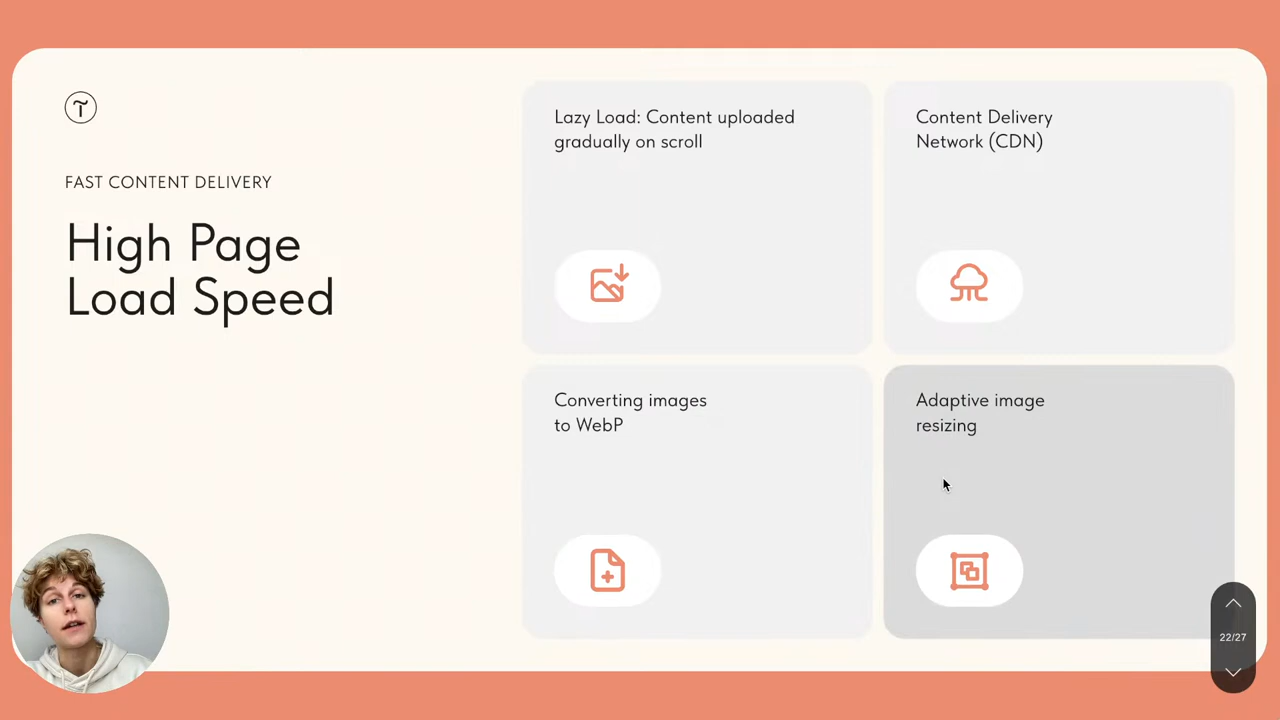 FAST CONTENT DELIVERY
High Page
Load Speed
Lazy Load: Content uploaded
gradually on scroll
Content Delivery
Network (CDN)
Converting images
to WebP
Adaptive image
resizing
22/27